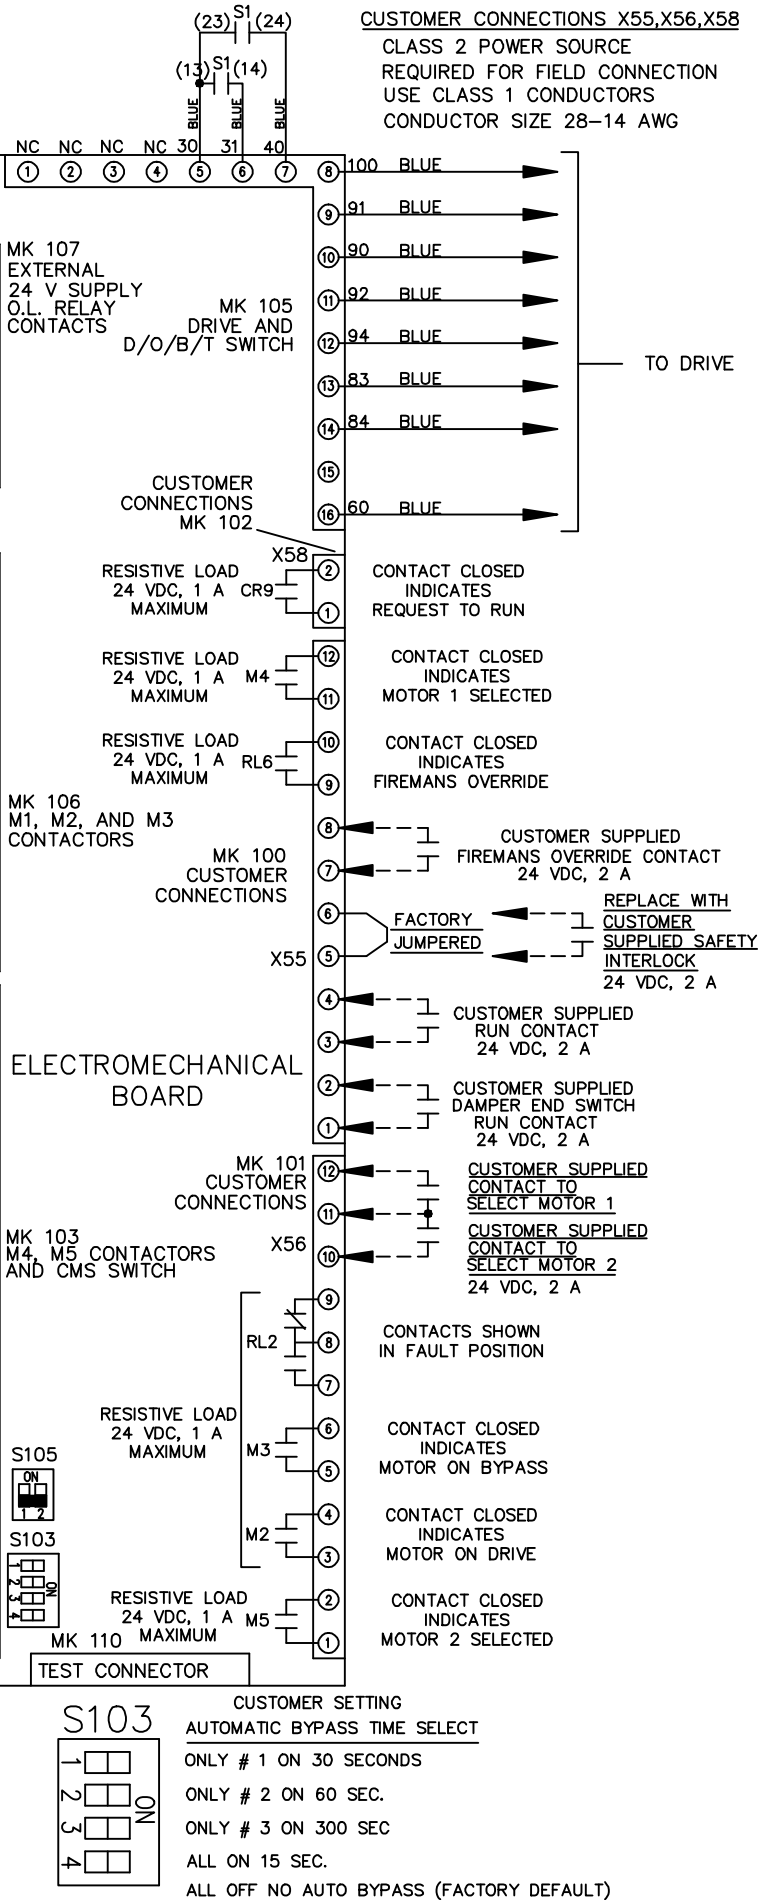 S1
(23) (24)
S1
(13) (14)
BLUE BLUE BLUE
CUSTOMER CONNECTIONS X55,X56,X58
CLASS 2 POWER SOURCE
REQUIRED FOR FIELD CONNECTION
USE CLASS 1 CONDUCTORS
CONDUCTOR SIZE 28–14 AWG
NC NC NC NC 30 31 40
1 2 3 4 5 6 7 8 100 BLUE
9 91 BLUE
10 90 BLUE
11 92 BLUE
12 94 BLUE
13 83 BLUE
14 84 BLUE
15
16 60 BLUE
TO DRIVE
MK 107
EXTERNAL
24 V SUPPLY
O.L. RELAY
CONTACTS
MK 105
DRIVE AND
D/O/B/T SWITCH
CUSTOMER
CONNECTIONS
MK 102
X58
RESISTIVE LOAD
24 VDC, 1 A
MAXIMUM
CR9
2
1
CONTACT CLOSED
INDICATES
REQUEST TO RUN
RESISTIVE LOAD
24 VDC, 1 A
MAXIMUM
M4
12
11
CONTACT CLOSED
INDICATES
MOTOR 1 SELECTED
RESISTIVE LOAD
24 VDC, 1 A
MAXIMUM
RL6
10
9
CONTACT CLOSED
INDICATES
FIREMANS OVERRIDE
MK 106
M1, M2, AND M3
CONTACTORS
MK 100
CUSTOMER
CONNECTIONS
X55
8
7
CUSTOMER SUPPLIED
FIREMANS OVERRIDE CONTACT
24 VDC, 2 A
6
5
FACTORY
JUMPERED
REPLACE WITH
CUSTOMER
SUPPLIED SAFETY
INTERLOCK
24 VDC, 2 A
4
3
CUSTOMER SUPPLIED
RUN CONTACT
24 VDC, 2 A
ELECTROMECHANICAL
BOARD
2
1
CUSTOMER SUPPLIED
DAMPER END SWITCH
RUN CONTACT
24 VDC, 2 A
MK 101
CUSTOMER
CONNECTIONS
X56
12
11
10
CUSTOMER SUPPLIED
CONTACT TO
SELECT MOTOR 1
CUSTOMER SUPPLIED
CONTACT TO
SELECT MOTOR 2
24 VDC, 2 A
MK 103
M4, M5 CONTACTORS
AND CMS SWITCH
RL2
9
8
7
CONTACTS SHOWN
IN FAULT POSITION
RESISTIVE LOAD
24 VDC, 1 A
MAXIMUM
M3
6
5
CONTACT CLOSED
INDICATES
MOTOR ON BYPASS
M2
4
3
CONTACT CLOSED
INDICATES
MOTOR ON DRIVE
S105
ON
1 2
S103
1
2
3
4
ON
RESISTIVE LOAD
24 VDC, 1 A
MAXIMUM
M5
2
1
CONTACT CLOSED
INDICATES
MOTOR 2 SELECTED
MK 110
TEST CONNECTOR
S103
1
2
3
4
ON
CUSTOMER SETTING
AUTOMATIC BYPASS TIME SELECT
ONLY # 1 ON 30 SECONDS
ONLY # 2 ON 60 SEC.
ONLY # 3 ON 300 SEC
ALL ON 15 SEC.
ALL OFF NO AUTO BYPASS (FACTORY DEFAULT)